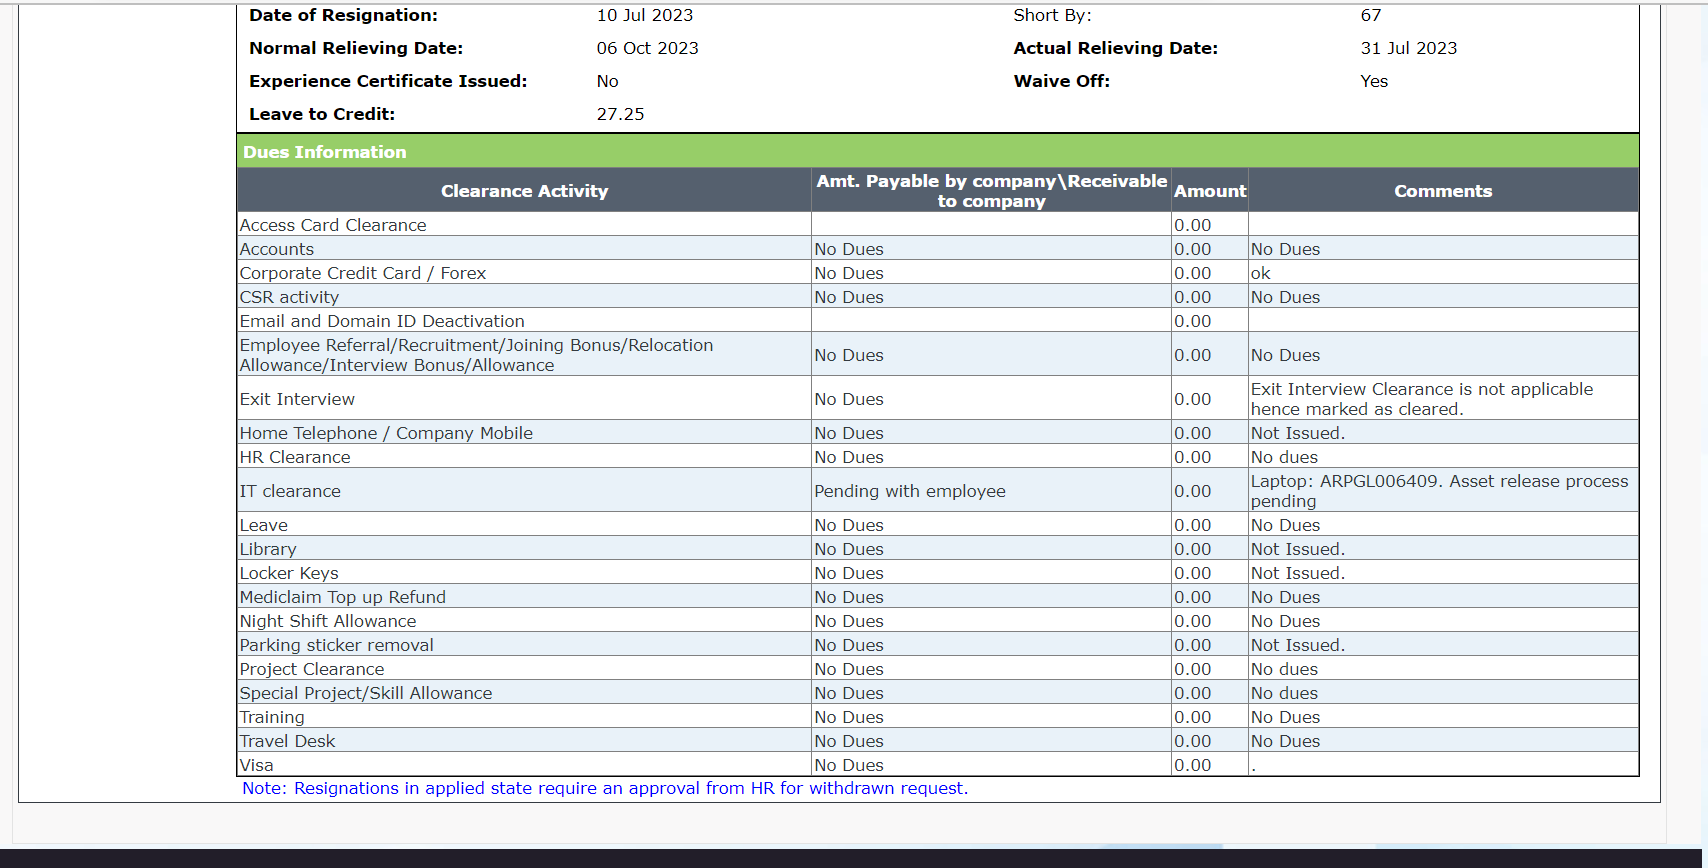 Date of Resignation: 10 Jul 2023 Short By: 67
Normal Relieving Date: 06 Oct 2023 Actual Relieving Date: 31 Jul 2023
Experience Certificate Issued: No Waive Off: Yes
Leave to Credit: 27.25
Dues Information
Clearance Activity Amt. Payable by company\Receivable to company Amount Comments
Access Card Clearance 0.00
Accounts No Dues 0.00 No Dues
Corporate Credit Card / Forex No Dues 0.00 ok
CSR activity No Dues 0.00 No Dues
Email and Domain ID Deactivation 0.00
Employee Referral/Recruitment/Joining Bonus/Relocation
Allowance/Interview Bonus/Allowance No Dues 0.00 No Dues
Exit Interview No Dues 0.00 Exit Interview Clearance is not applicable
hence marked as cleared.
Home Telephone / Company Mobile No Dues 0.00 Not Issued.
HR Clearance No Dues 0.00 No dues
IT clearance Pending with employee 0.00 Laptop: ARPGL006409. Asset release process
pending
Leave No Dues 0.00 No Dues
Library No Dues 0.00 Not Issued.
Locker Keys No Dues 0.00 Not Issued.
Mediclaim Top up Refund No Dues 0.00 No Dues
Night Shift Allowance No Dues 0.00 No Dues
Parking sticker removal No Dues 0.00 Not Issued.
Project Clearance No Dues 0.00 No dues
Special Project/Skill Allowance No Dues 0.00 No dues
Training No Dues 0.00 No Dues
Travel Desk No Dues 0.00 No Dues
Visa No Dues 0.00 .
Note: Resignations in applied state require an approval from HR for withdrawn request.